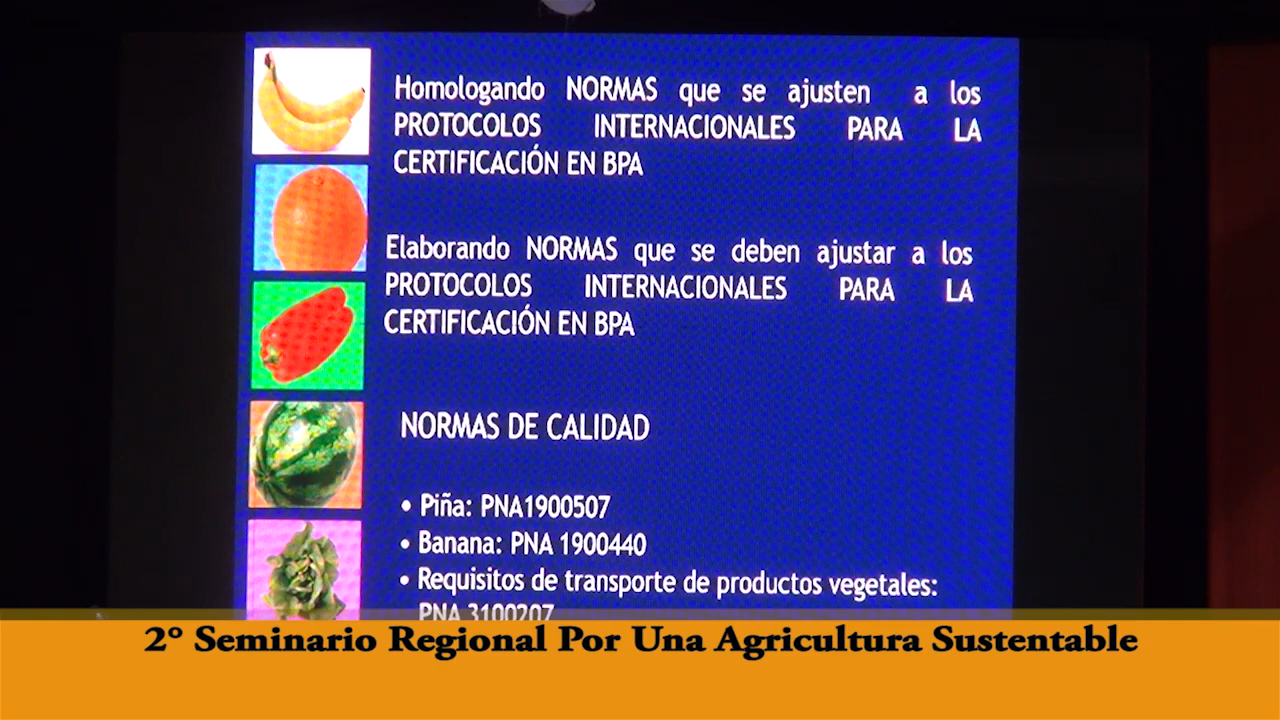 Homologando NORMAS que se ajusten a los
PROTOCOLOS INTERNACIONALES PARA LA
CERTIFICACIÓN EN BPA
Elaborando NORMAS que se deben ajustar a los
PROTOCOLOS INTERNACIONALES PARA LA
CERTIFICACIÓN EN BPA
NORMAS DE CALIDAD
• Piña: PNA1900507
• Banana: PNA 1900440
• Requisitos de transporte de productos vegetales:
PNA 3100207
2º Seminario Regional Por Una Agricultura Sustentable